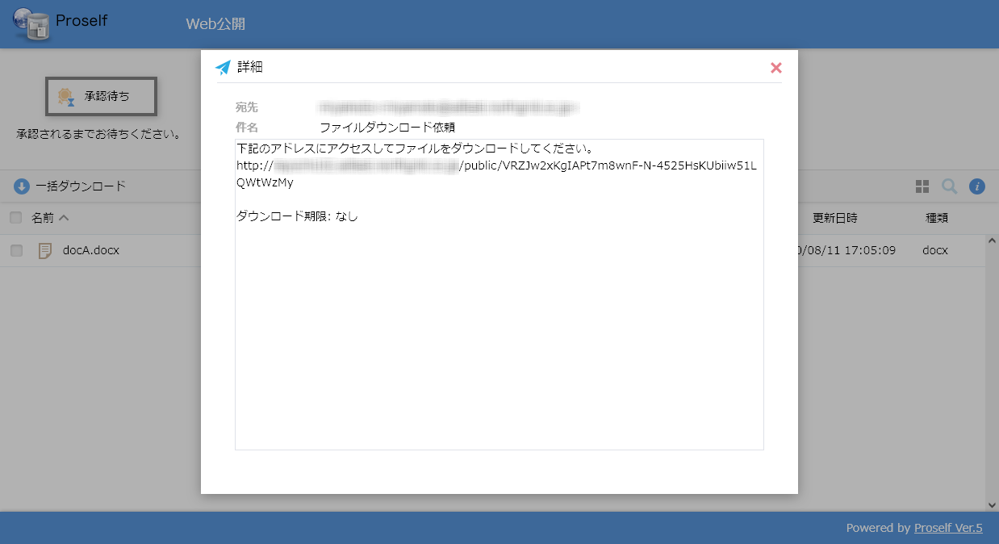 Proself
Web公開
詳細
承認待ち
承認されるまでお待ちください。
宛先
件名 ファイルダウンロード依頼
下記のアドレスにアクセスしてファイルをダウンロードしてください。
http:// /public/VRZJw2xKgIAPt7m8wnF-N-4525HsKUbiiw51L
QWtWzMy
ダウンロード期限: なし
一括ダウンロード
名前 更新日時 種類
docA.docx 0/08/11 17:05:09 docx
Powered by Proself Ver.5